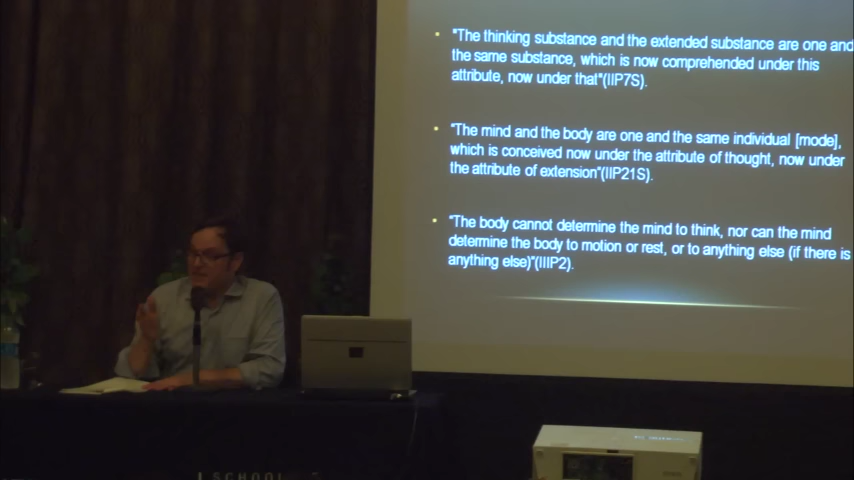 "The thinking substance and the extended substance are one and
the same substance, which is now comprehended under this
attribute, now under that"(IIP7S).
"The mind and the body are one and the same individual [mode],
which is conceived now under the attribute of thought, now under
the attribute of extension"(IIP21S).
"The body cannot determine the mind to think, nor can the mind
determine the body to motion or rest, or to anything else (if there is
anything else)"(IIIP2).
SCHOOL